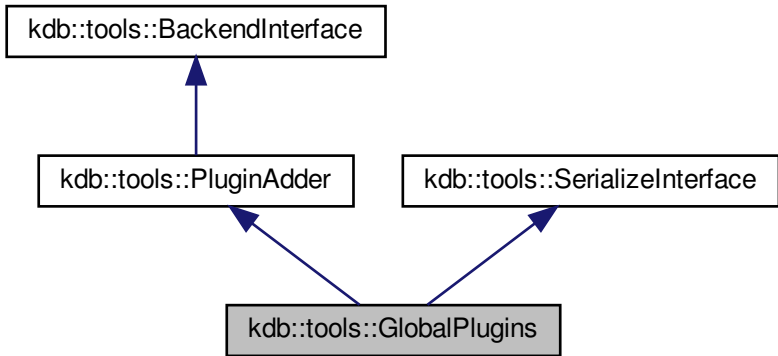 kdb::tools::BackendInterface
kdb::tools::PluginAdder
kdb::tools::SerializeInterface
kdb::tools::GlobalPlugins